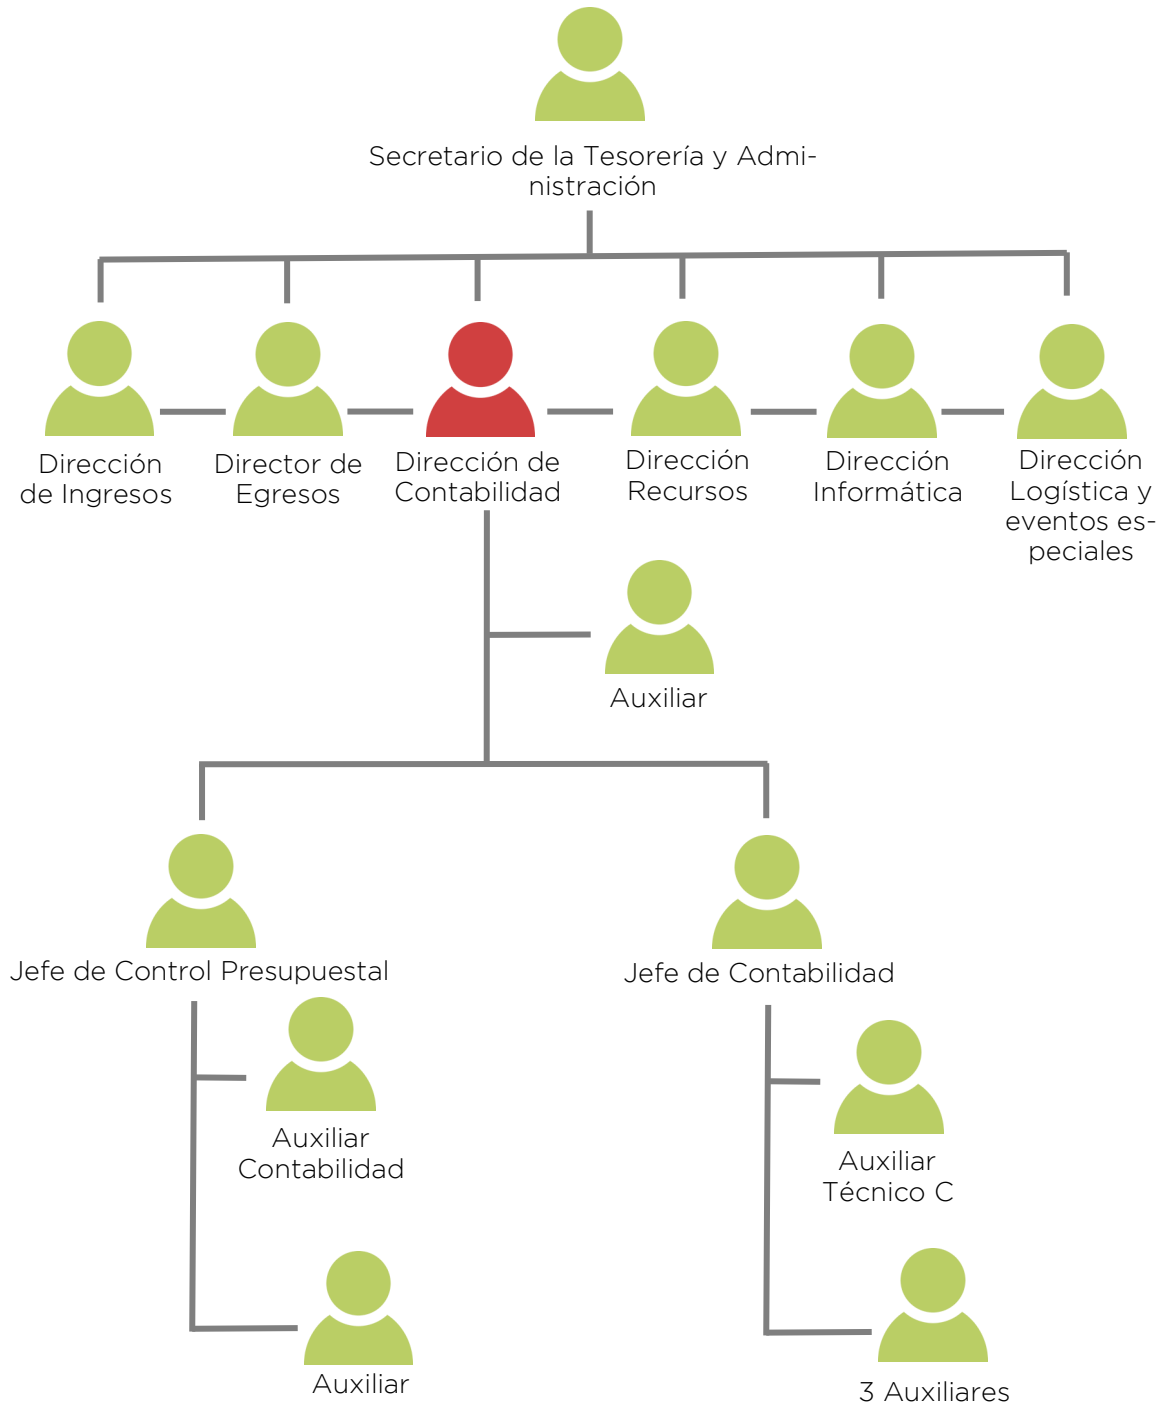 Secretario de la Tesorería y Admi-
nistración
Dirección
de Ingresos
Director de
Egresos
Dirección de
Contabilidad
Dirección
Recursos
Dirección
Informática
Dirección
Logística y
eventos es-
peciales
Auxiliar
Jefe de Control Presupuestal
Jefe de Contabilidad
Auxiliar
Contabilidad
Auxiliar
Técnico C
Auxiliar
3 Auxiliares